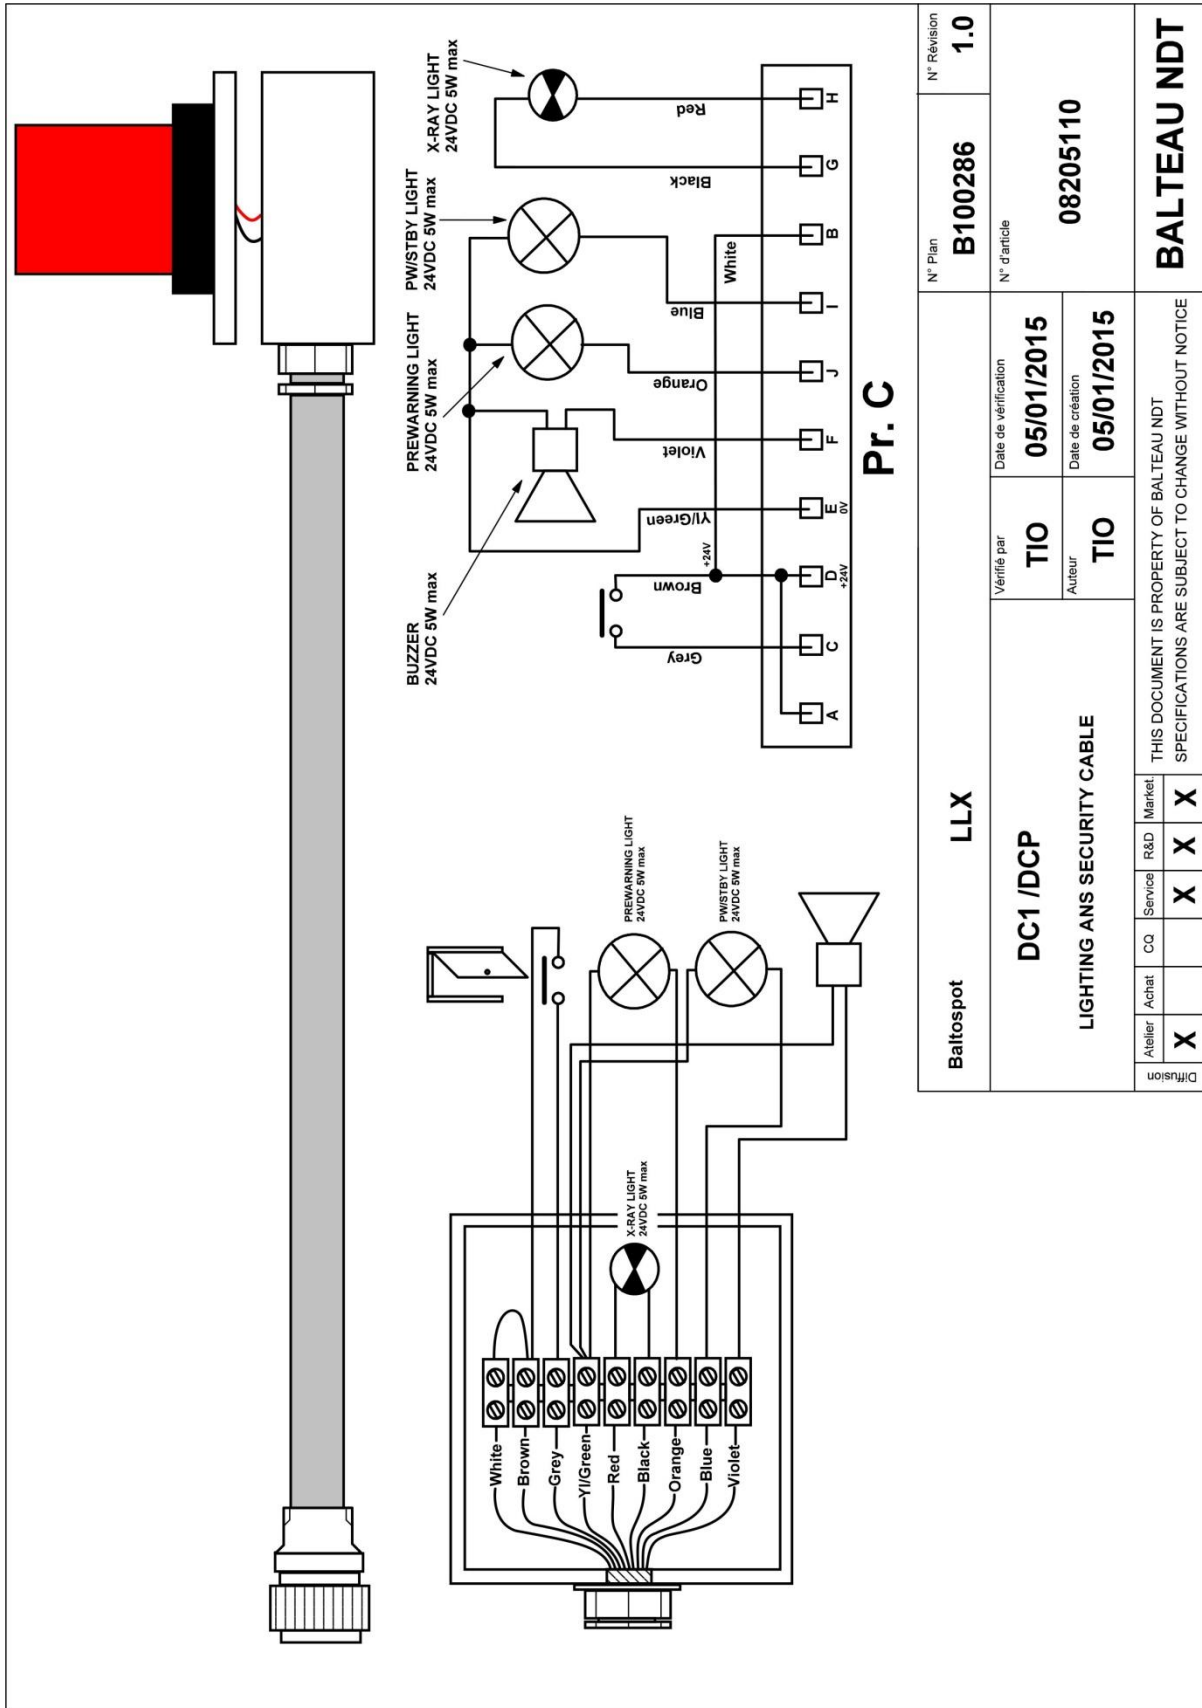 BUZZER
24VDC 5W max
PREWARNING LIGHT
24VDC 5W max
PW/STBY LIGHT
24VDC 5W max
X-RAY LIGHT
24VDC 5W max
Grey
Brown
+24V
Yl/Green
Violet
Orange
Blue
White
Black
Red
A
C
D
+24V
E
0V
F
J
I
B
G
H
Pr. C
White
Brown
Grey
Yl/Green
Red
Black
Orange
Blue
Violet
X-RAY LIGHT
24VDC 5W max
PREWARNING LIGHT
24VDC 5W max
PW/STBY LIGHT
24VDC 5W max
Baltospot
LLX
N° Plan
B100286
N° Révision
1.0
DC1 /DCP
LIGHTING ANS SECURITY CABLE
Vérifié par
TIO
Date de vérification
05/01/2015
Auteur
TIO
Date de création
05/01/2015
N° d'article
08205110
Diffusion
Atelier
Achat
CQ
Service
R&D
Market.
X
X
X
X
THIS DOCUMENT IS PROPERTY OF BALTEAU NDT
SPECIFICATIONS ARE SUBJECT TO CHANGE WITHOUT NOTICE
BALTEAU NDT